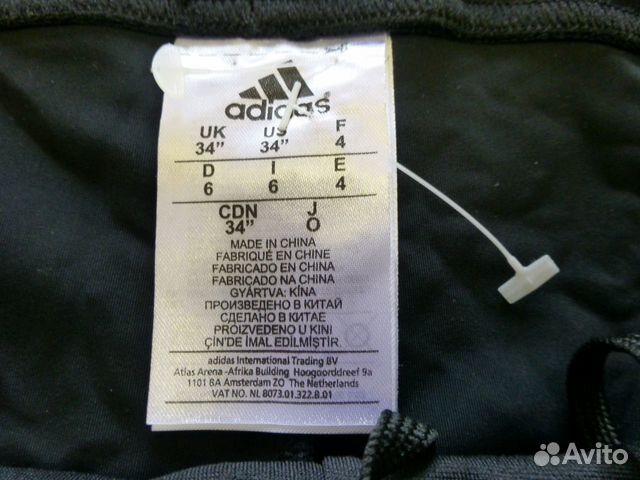 adidas
UK US F
34" 34" 4
D I E
6 6 4
CDN J
34" O
MADE IN CHINA
FABRIQUÉ EN CHINE
FABRICADO EN CHINA
FABRICADO NA CHINA
GYÁRTVA: KÍNA
ПРОИЗВЕДЕНО В КИТАЙ
СДЕЛАНО В КИТАЕ
PROIZVEDENO U KINI
ÇİN'DE İMAL EDİLMİŞTİR.
adidas International Trading BV
Atlas Arena -Afrika Building Hoogoorddreef 9a
1101 BA Amsterdam ZO The Netherlands
VAT NO. NL 8073.01.322.B.01
Avito